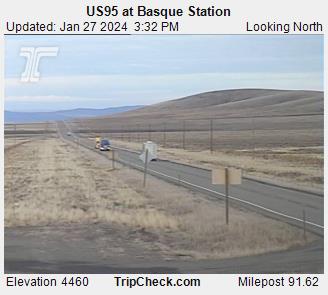 US95 at Basque Station
Updated: Jan 27 2024 3:32 PM Looking North
Elevation 4460 TripCheck.com Milepost 91.62